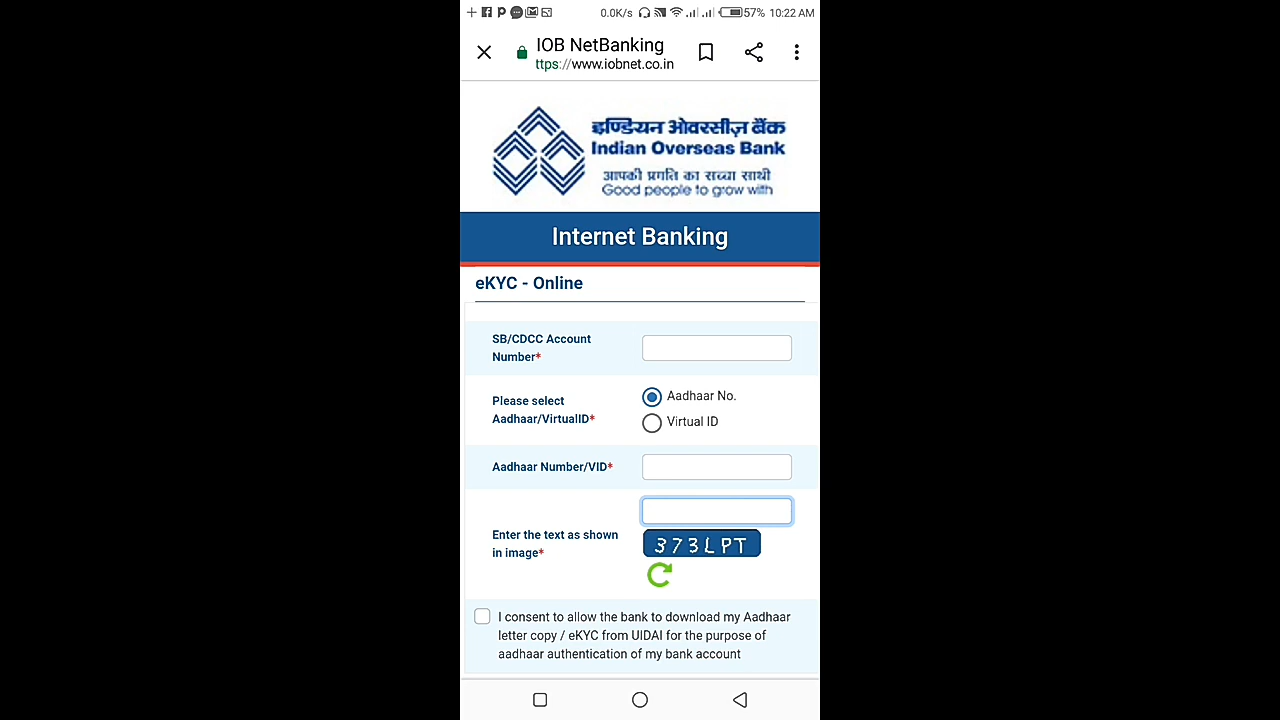 0.0K/s 57% 10:22 AM
IOB NetBanking
ttps://www.iobnet.co.in
इण्डियन ओवरसीज़ बैंक
Indian Overseas Bank
आपकी प्रगति का सच्चा साथी
Good people to grow with
Internet Banking
eKYC - Online
SB/CDCC Account
Number*
Please select
Aadhaar/VirtualID*
Aadhaar No.
Virtual ID
Aadhaar Number/VID*
Enter the text as shown
in image*
373LPT
I consent to allow the bank to download my Aadhaar
letter copy / eKYC from UIDAI for the purpose of
aadhaar authentication of my bank account